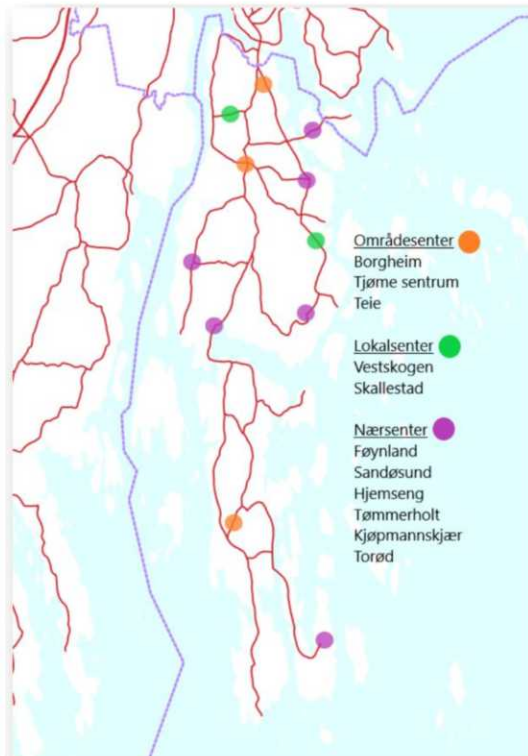 Områdesenter
Borgheim
Tjøme sentrum
Teie
Lokalsenter
Vestskogen
Skallestad
Nærsenter
Føynland
Sandøsund
Hjemseng
Tømmerholt
Kjøpmannskjær
Torød